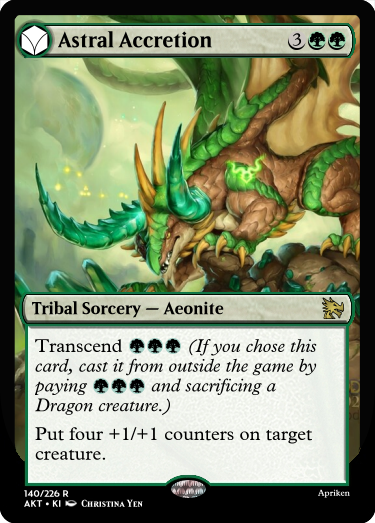 Astral Accretion 3
Tribal Sorcery — Aeonite
Transcend (If you chose this
card, cast it from outside the game by
paying and sacrificing a
Dragon creature.)
Put four +1/+1 counters on target
creature.
140/226 R
Apriken
AKT • KI Christina Yen